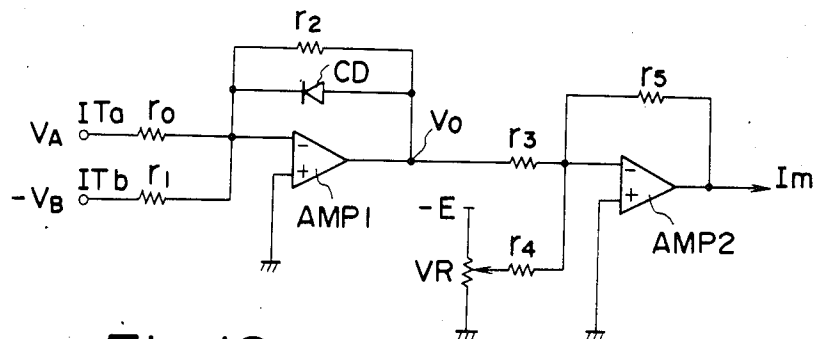 r2
CD
r5
ITa
r0
VA
V0
r3
- +
- +
Im
ITb
r1
-VB
AMP1
-E
r4
AMP2
VR